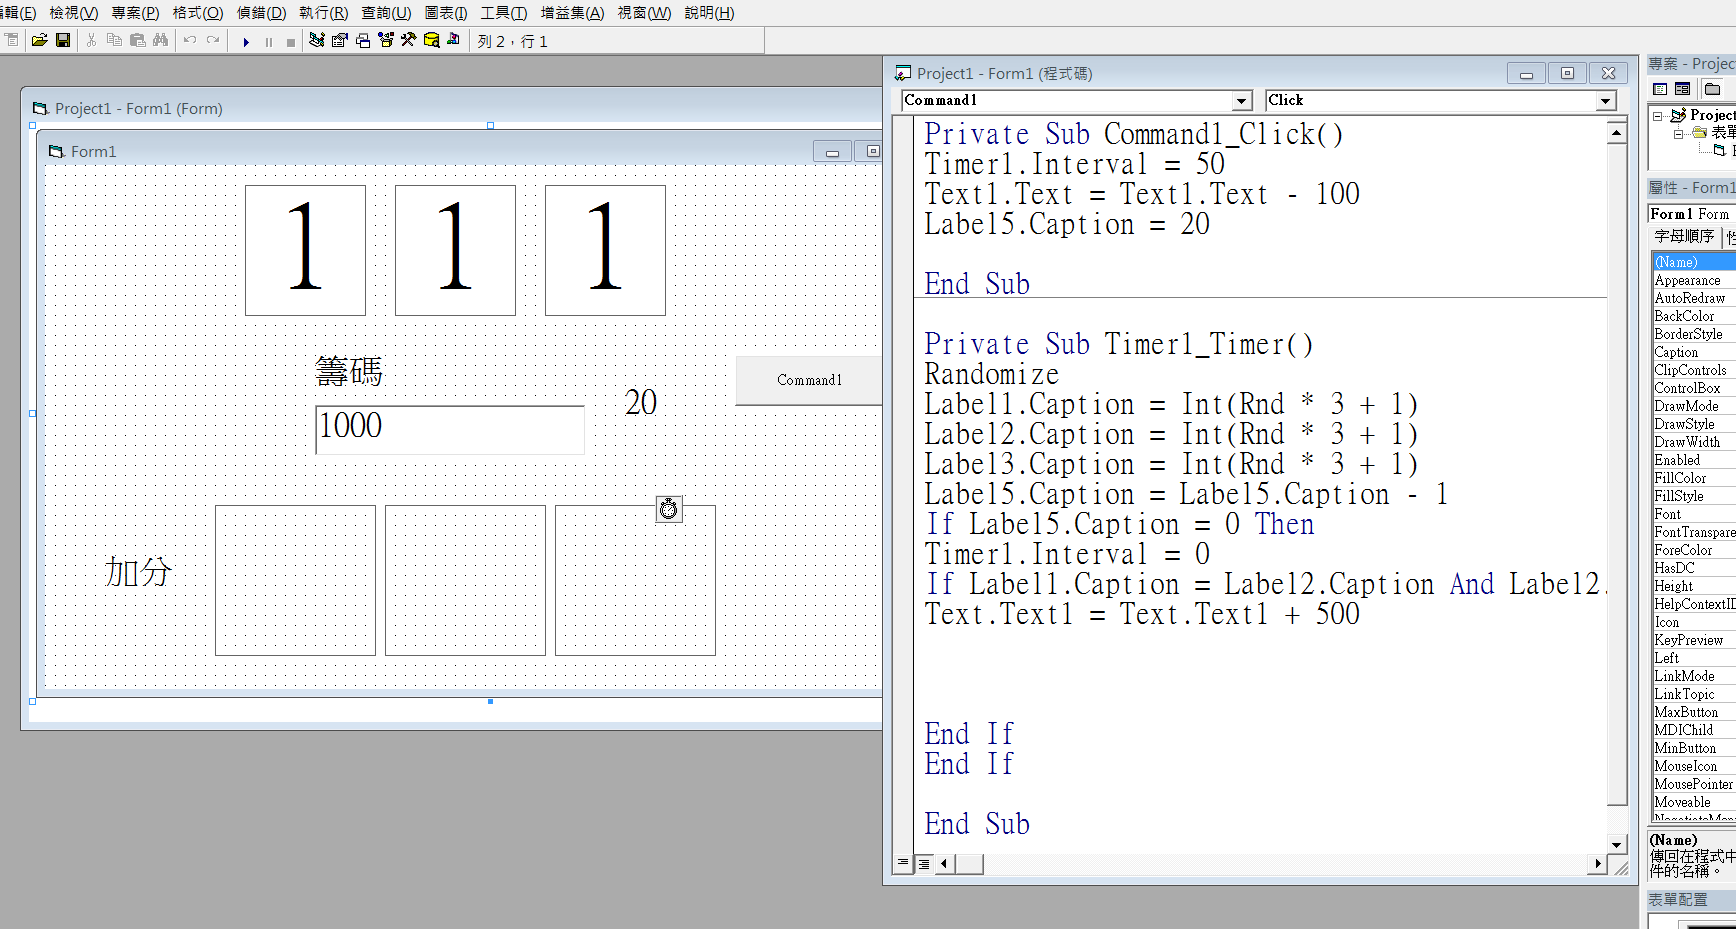 輯(E) 檢視(V) 專案(P) 格式(O) 偵錯(D) 執行(R) 查詢(U) 圖表(I) 工具(T) 增益集(A) 視窗(W) 說明(H)
列 2，行 1
Project1 - Form1 (Form)
Form1
1 1 1
籌碼
1000
20
Command1
加分
Project1 - Form1 (程式碼)
Command1 Click
Private Sub Command1_Click()
Timer1.Interval = 50
Text1.Text = Text1.Text - 100
Label5.Caption = 20
End Sub
Private Sub Timer1_Timer()
Randomize
Label1.Caption = Int(Rnd * 3 + 1)
Label2.Caption = Int(Rnd * 3 + 1)
Label3.Caption = Int(Rnd * 3 + 1)
Label5.Caption = Label5.Caption - 1
If Label5.Caption = 0 Then
Timer1.Interval = 0
If Label1.Caption = Label2.Caption And Label2.
Text.Text1 = Text.Text1 + 500
End If
End If
End Sub
專案 - Projec
Project
表單
屬性 - Form1
Form1 Form
字母順序
(Name)
Appearance
AutoRedraw
BackColor
BorderStyle
Caption
ClipControls
ControlBox
DrawMode
DrawStyle
DrawWidth
Enabled
FillColor
FillStyle
Font
FontTranspare
ForeColor
HasDC
Height
HelpContextID
Icon
KeyPreview
Left
LinkMode
LinkTopic
MaxButton
MDIChild
MinButton
MouseIcon
MousePointer
Moveable
(Name)
傳回在程式中
件的名稱。
表單配置